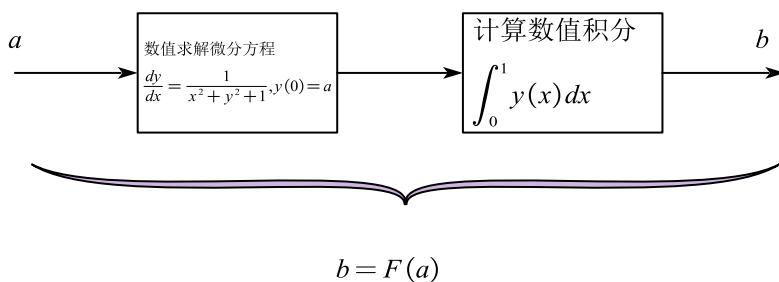 a
数值求解微分方程
dy/dx = 1/(x² + y² + 1), y(0) = a
计算数值积分
∫₀¹ y(x)dx
b
b = F(a)